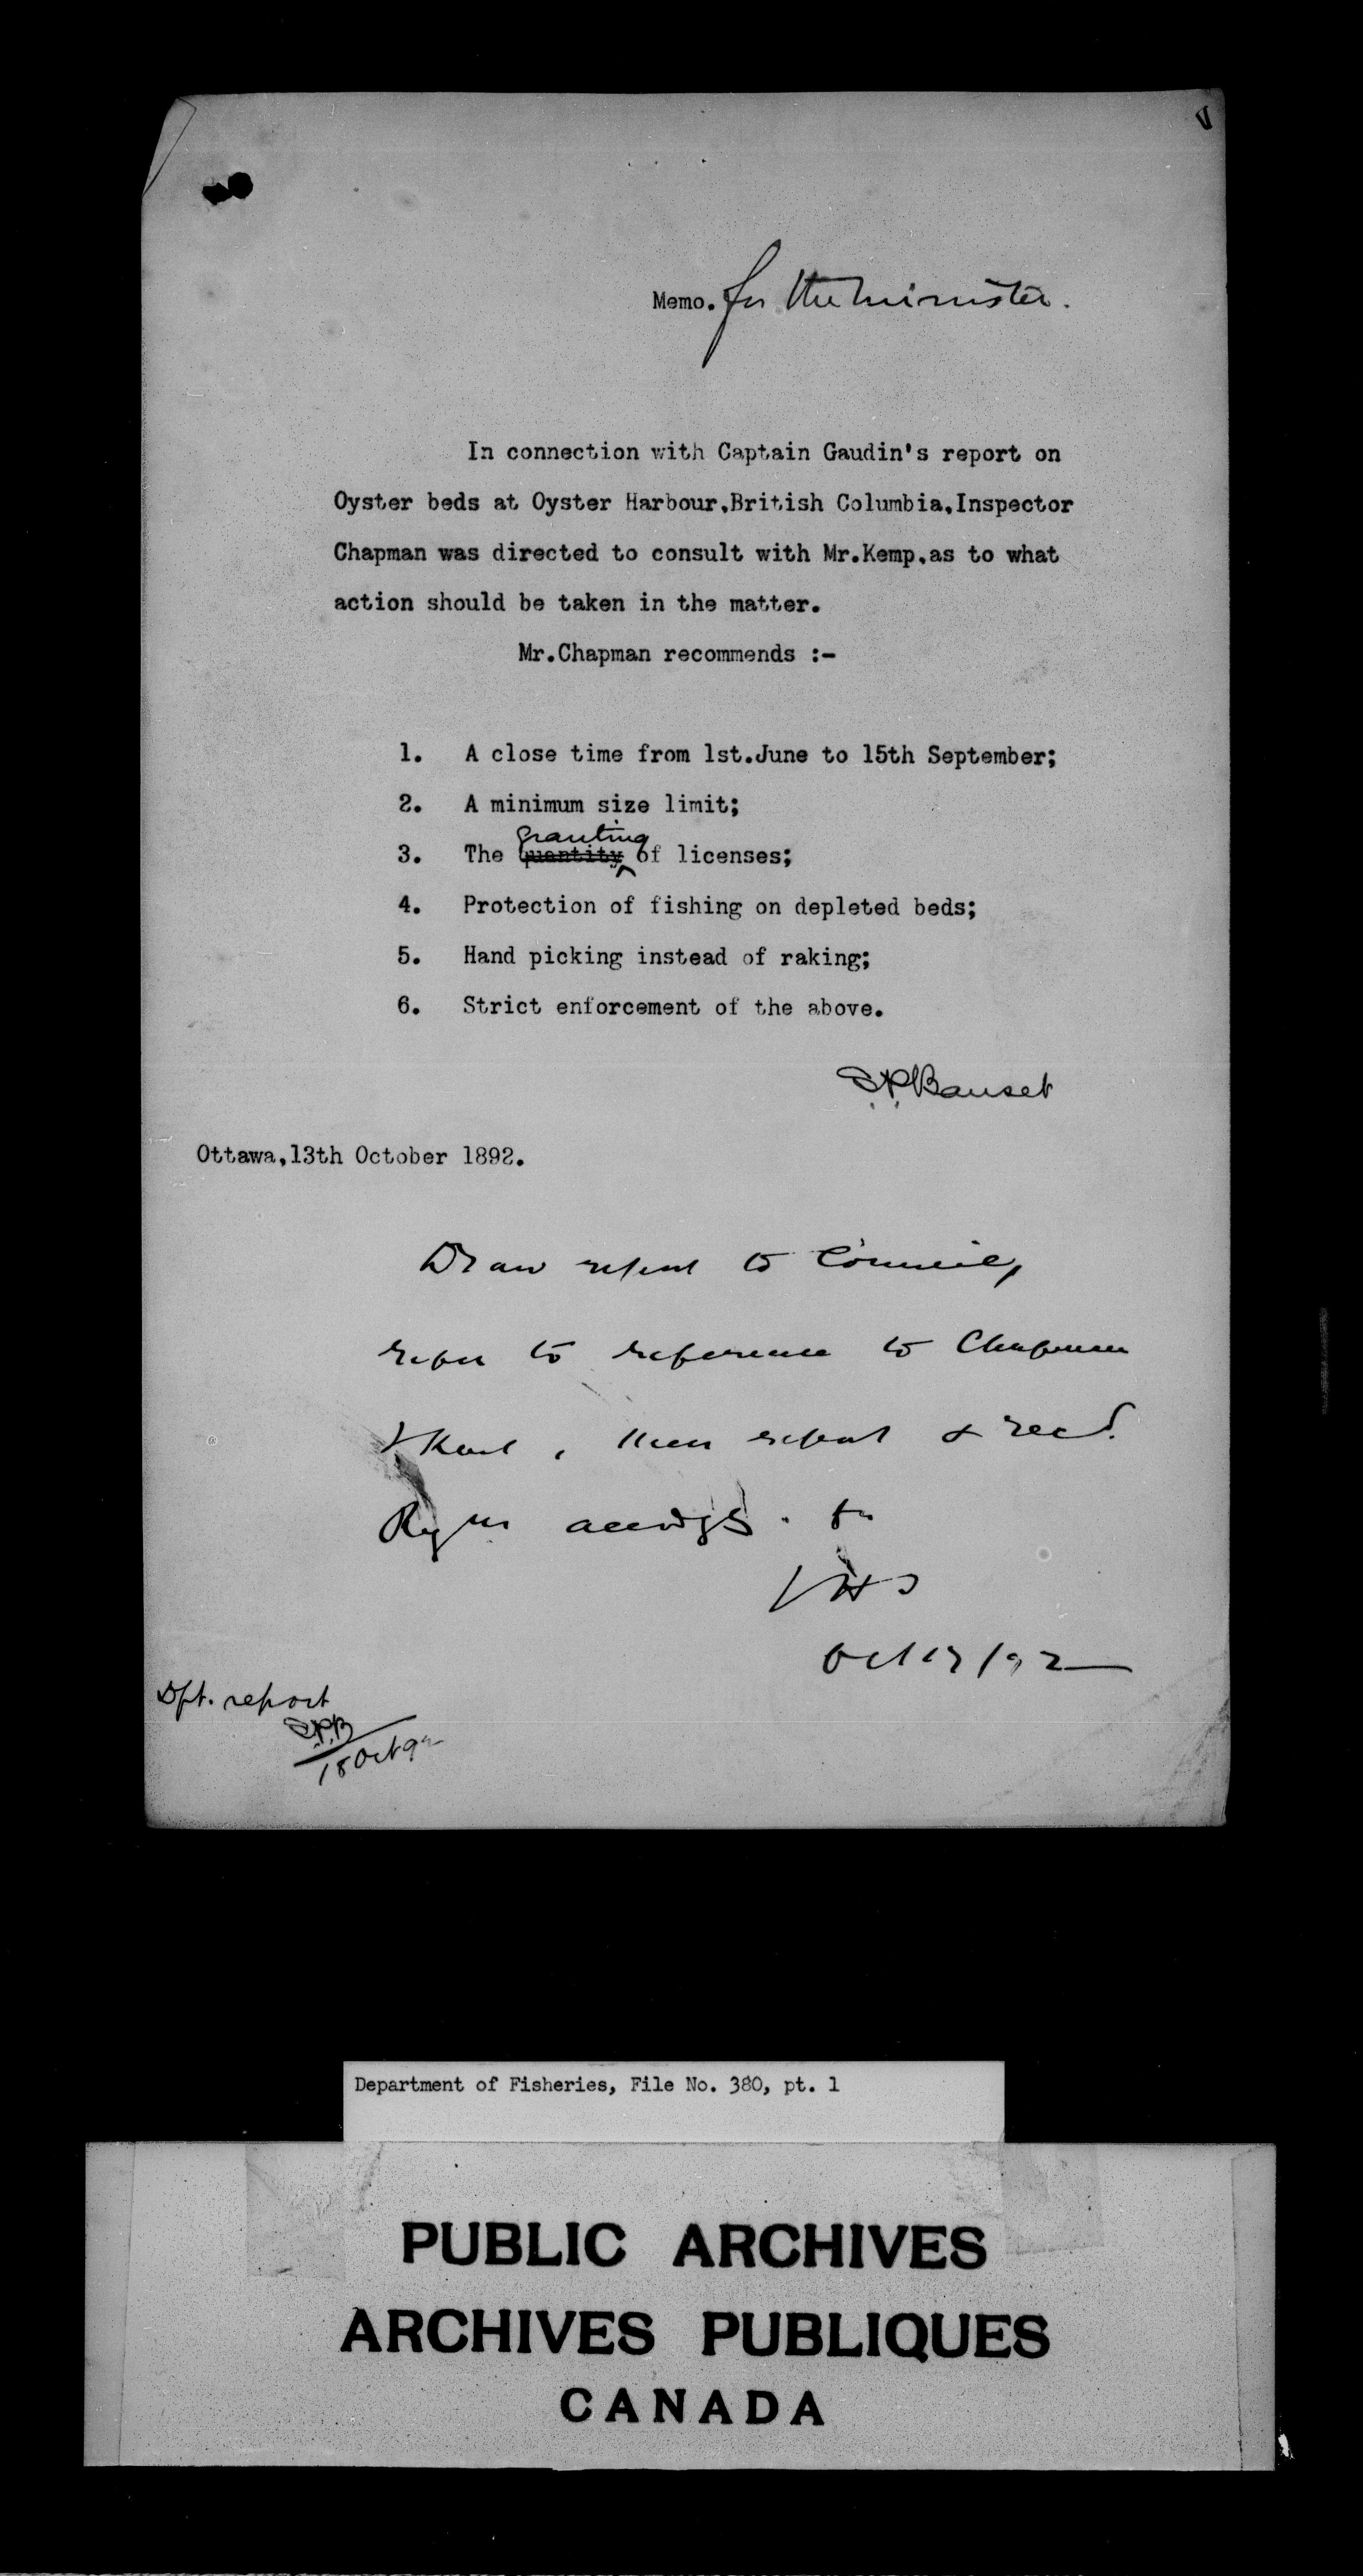 Memo. for the minister.
In connection with Captain Gaudin's report on
Oyster beds at Oyster Harbour,British Columbia,Inspector
Chapman was directed to consult with Mr.Kemp,as to what
action should be taken in the matter.
Mr.Chapman recommends :-
1. A close time from 1st.June to 15th September;
2. A minimum size limit;
granting
3. The quantity of licenses;
4. Protection of fishing on depleted beds;
5. Hand picking instead of raking;
6. Strict enforcement of the above.
S.P.Bauset
Ottawa,13th October 1892.
Draw report to Council,
refer to reference to Chapman
& Kemp, their report & recd.
accdgly.
CHT
Oct 17/92
Dft. report
S.P.B
18 Oct 92
Department of Fisheries, File No. 380, pt. 1
PUBLIC ARCHIVES
ARCHIVES PUBLIQUES
CANADA